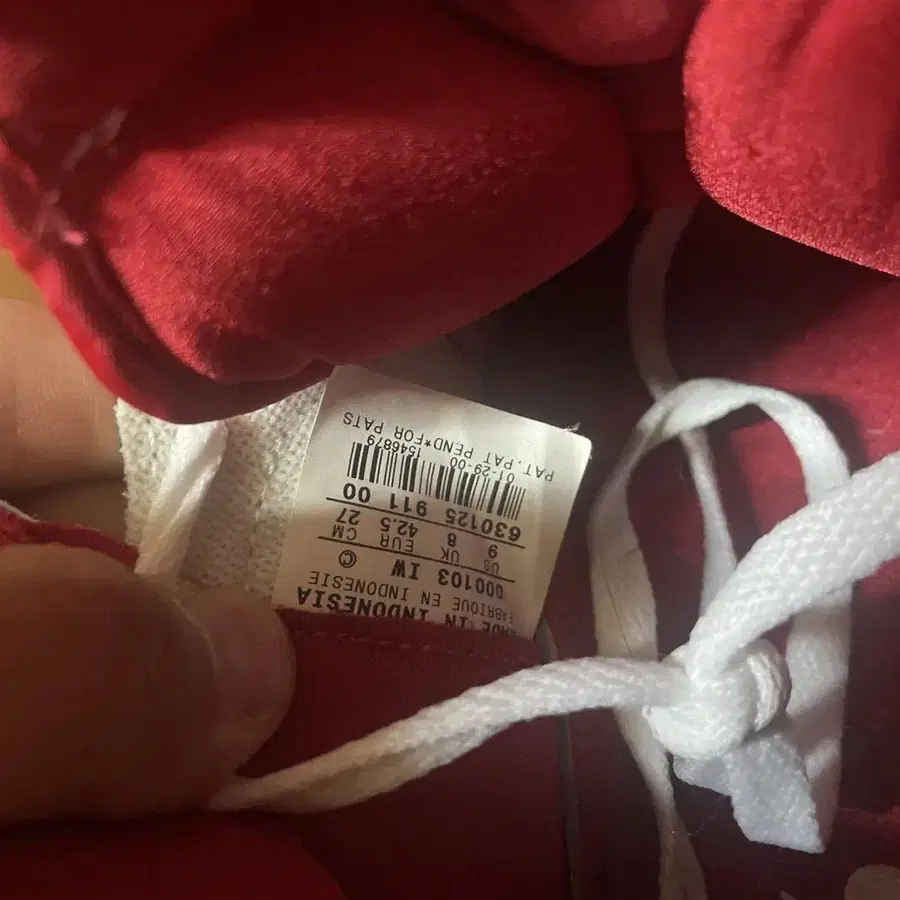 MADE IN INDONESIA
FABRIQUE EN INDONESIE
000103 IW ©
US UK EUR CM
9 8 42.5 27
630125 911 00
01-29-00 1546879
PAT. PAT PEND*FOR PATS